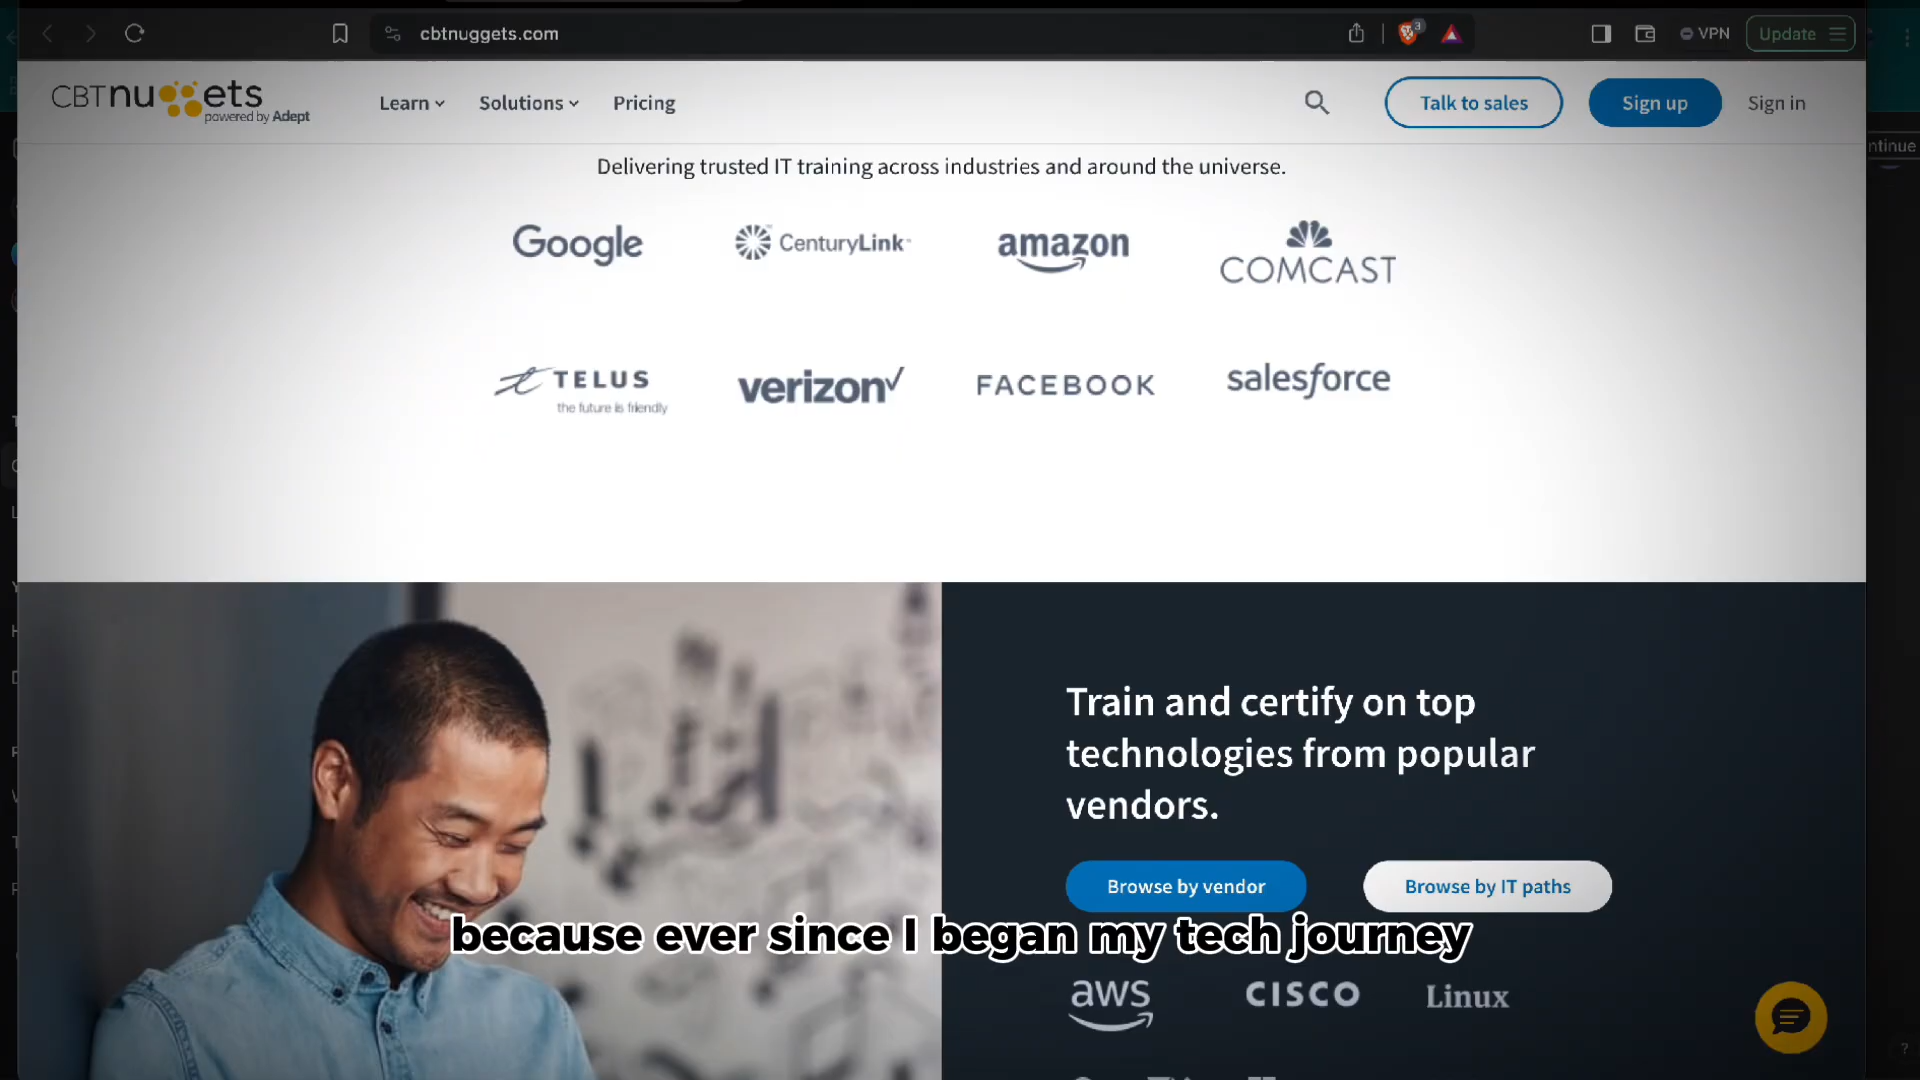 cbtnuggets.com
3
VPN
Update
CBTnuggets
powered by Adept
Learn
Solutions
Pricing
Talk to sales
Sign up
Sign in
ntinue
Delivering trusted IT training across industries and around the universe.
Google
CenturyLink
amazon
COMCAST
TELUS
the future is friendly
verizon
FACEBOOK
salesforce
Train and certify on top
technologies from popular
vendors.
Browse by vendor
Browse by IT paths
because ever since I began my tech journey
aws
CISCO
Linux
?